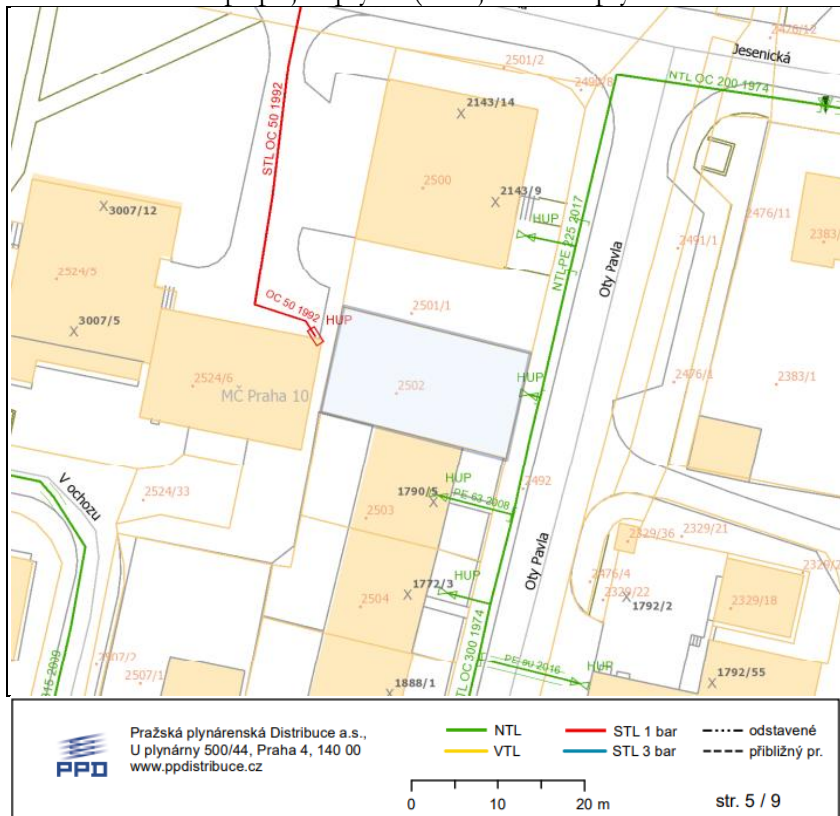 2476/12
Jesenická
2501/2
NTL OC 200 1974
STL OC 50 1992
2143/14
2500
2143/9
3007/12
HUP
NTL PE 225 2017
2476/11
2383/
2491/1
Oty Pavla
2524/5
OC 50 1992
HUP
2501/1
3007/5
2524/6
MČ Praha 10
2502
HUP
2476/1
2383/1
V ochozu
2524/33
HUP
1790/5
PE 63 2008
2492
2503
2329/36
2329/21
Oty Pavla
HUP
1772/3
2504
2476/4
2329/22
1792/2
2329/18
2329/2
TL OC 300 1974
2507/1
1888/1
PE 90 2016
HUP
1792/55
PPD
Pražská plynárenská Distribuce a.s.,
U plynárny 500/44, Praha 4, 140 00
www.ppdistribuce.cz
NTL
STL 1 bar
odstavené
VTL
STL 3 bar
přibližný pr.
0 10 20 m
str. 5 / 9